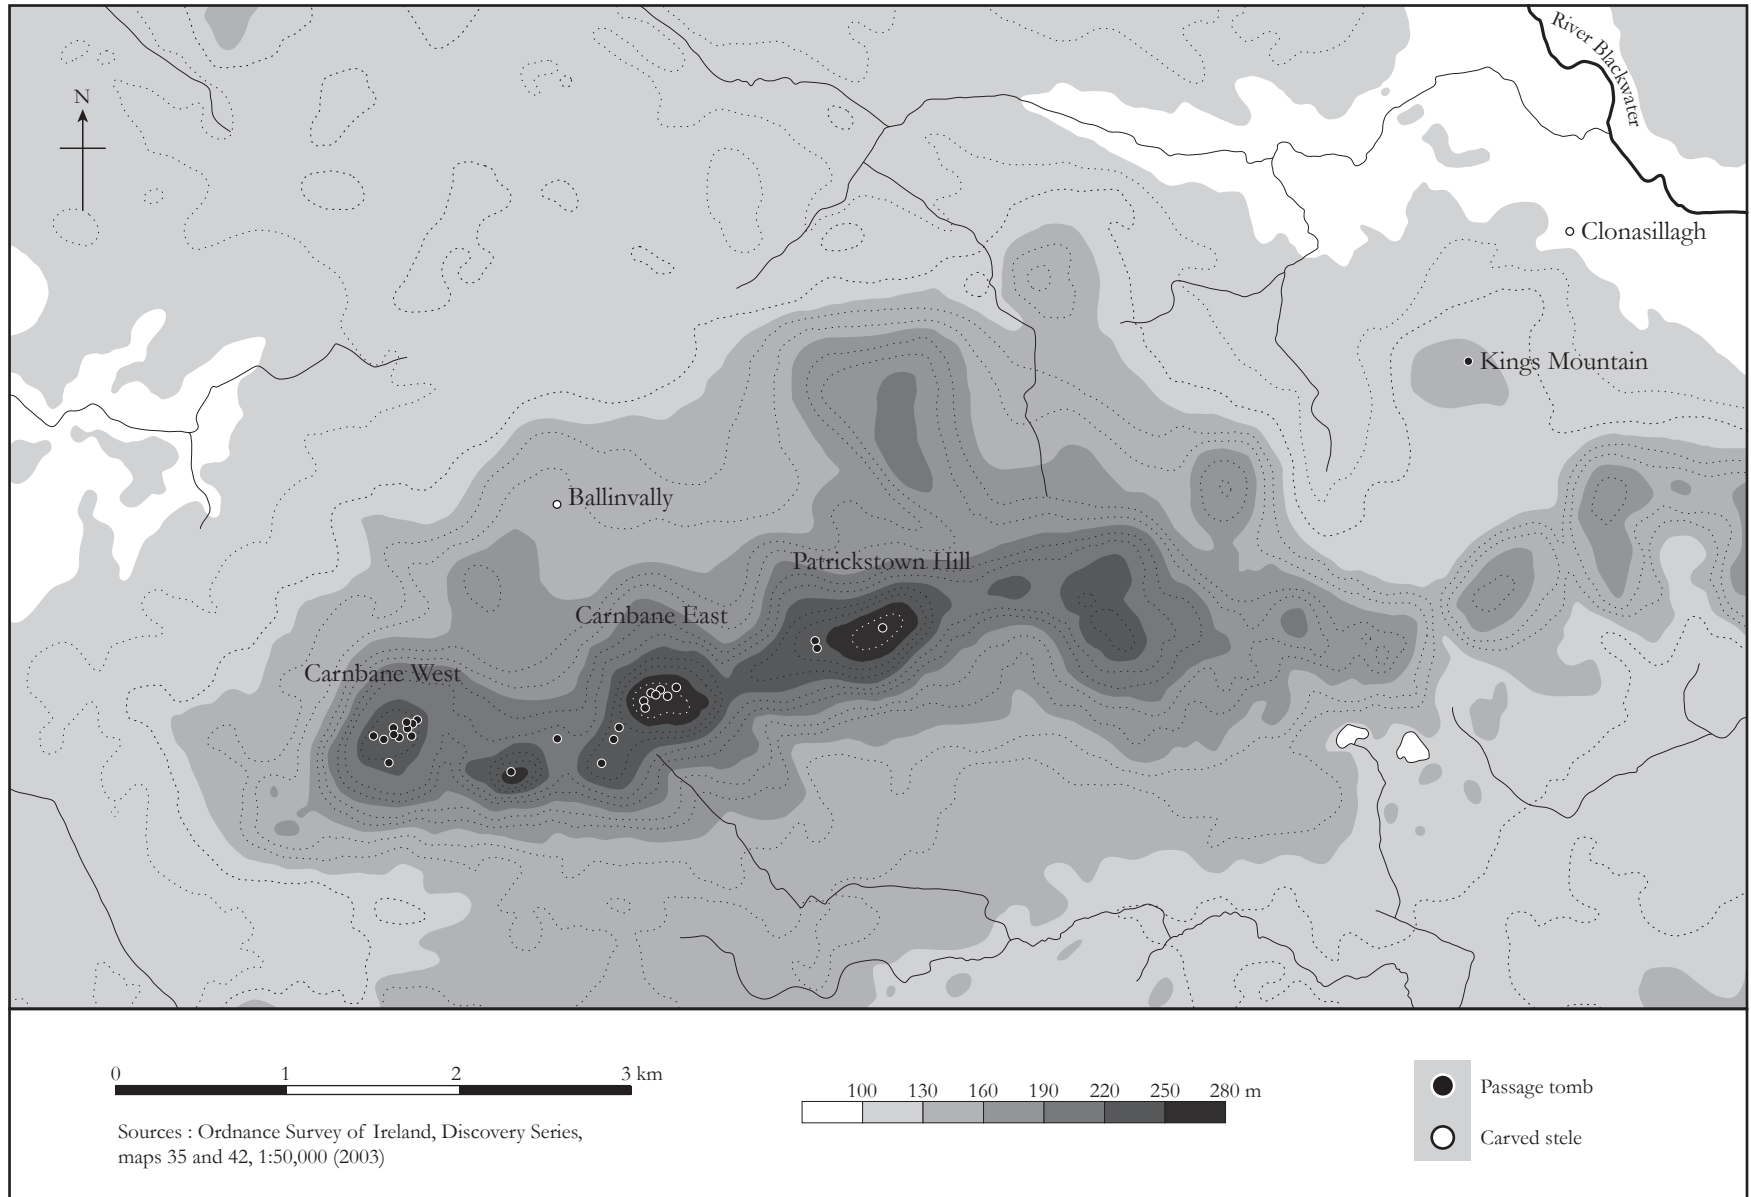 River Blackwater
N
Clonasillagh
Kings Mountain
Ballinvally
Patrickstown Hill
Carnbane East
Carnbane West
0 1 2 3 km
100 130 160 190 220 250 280 m
Passage tomb
Carved stele
Sources : Ordnance Survey of Ireland, Discovery Series,
maps 35 and 42, 1:50,000 (2003)